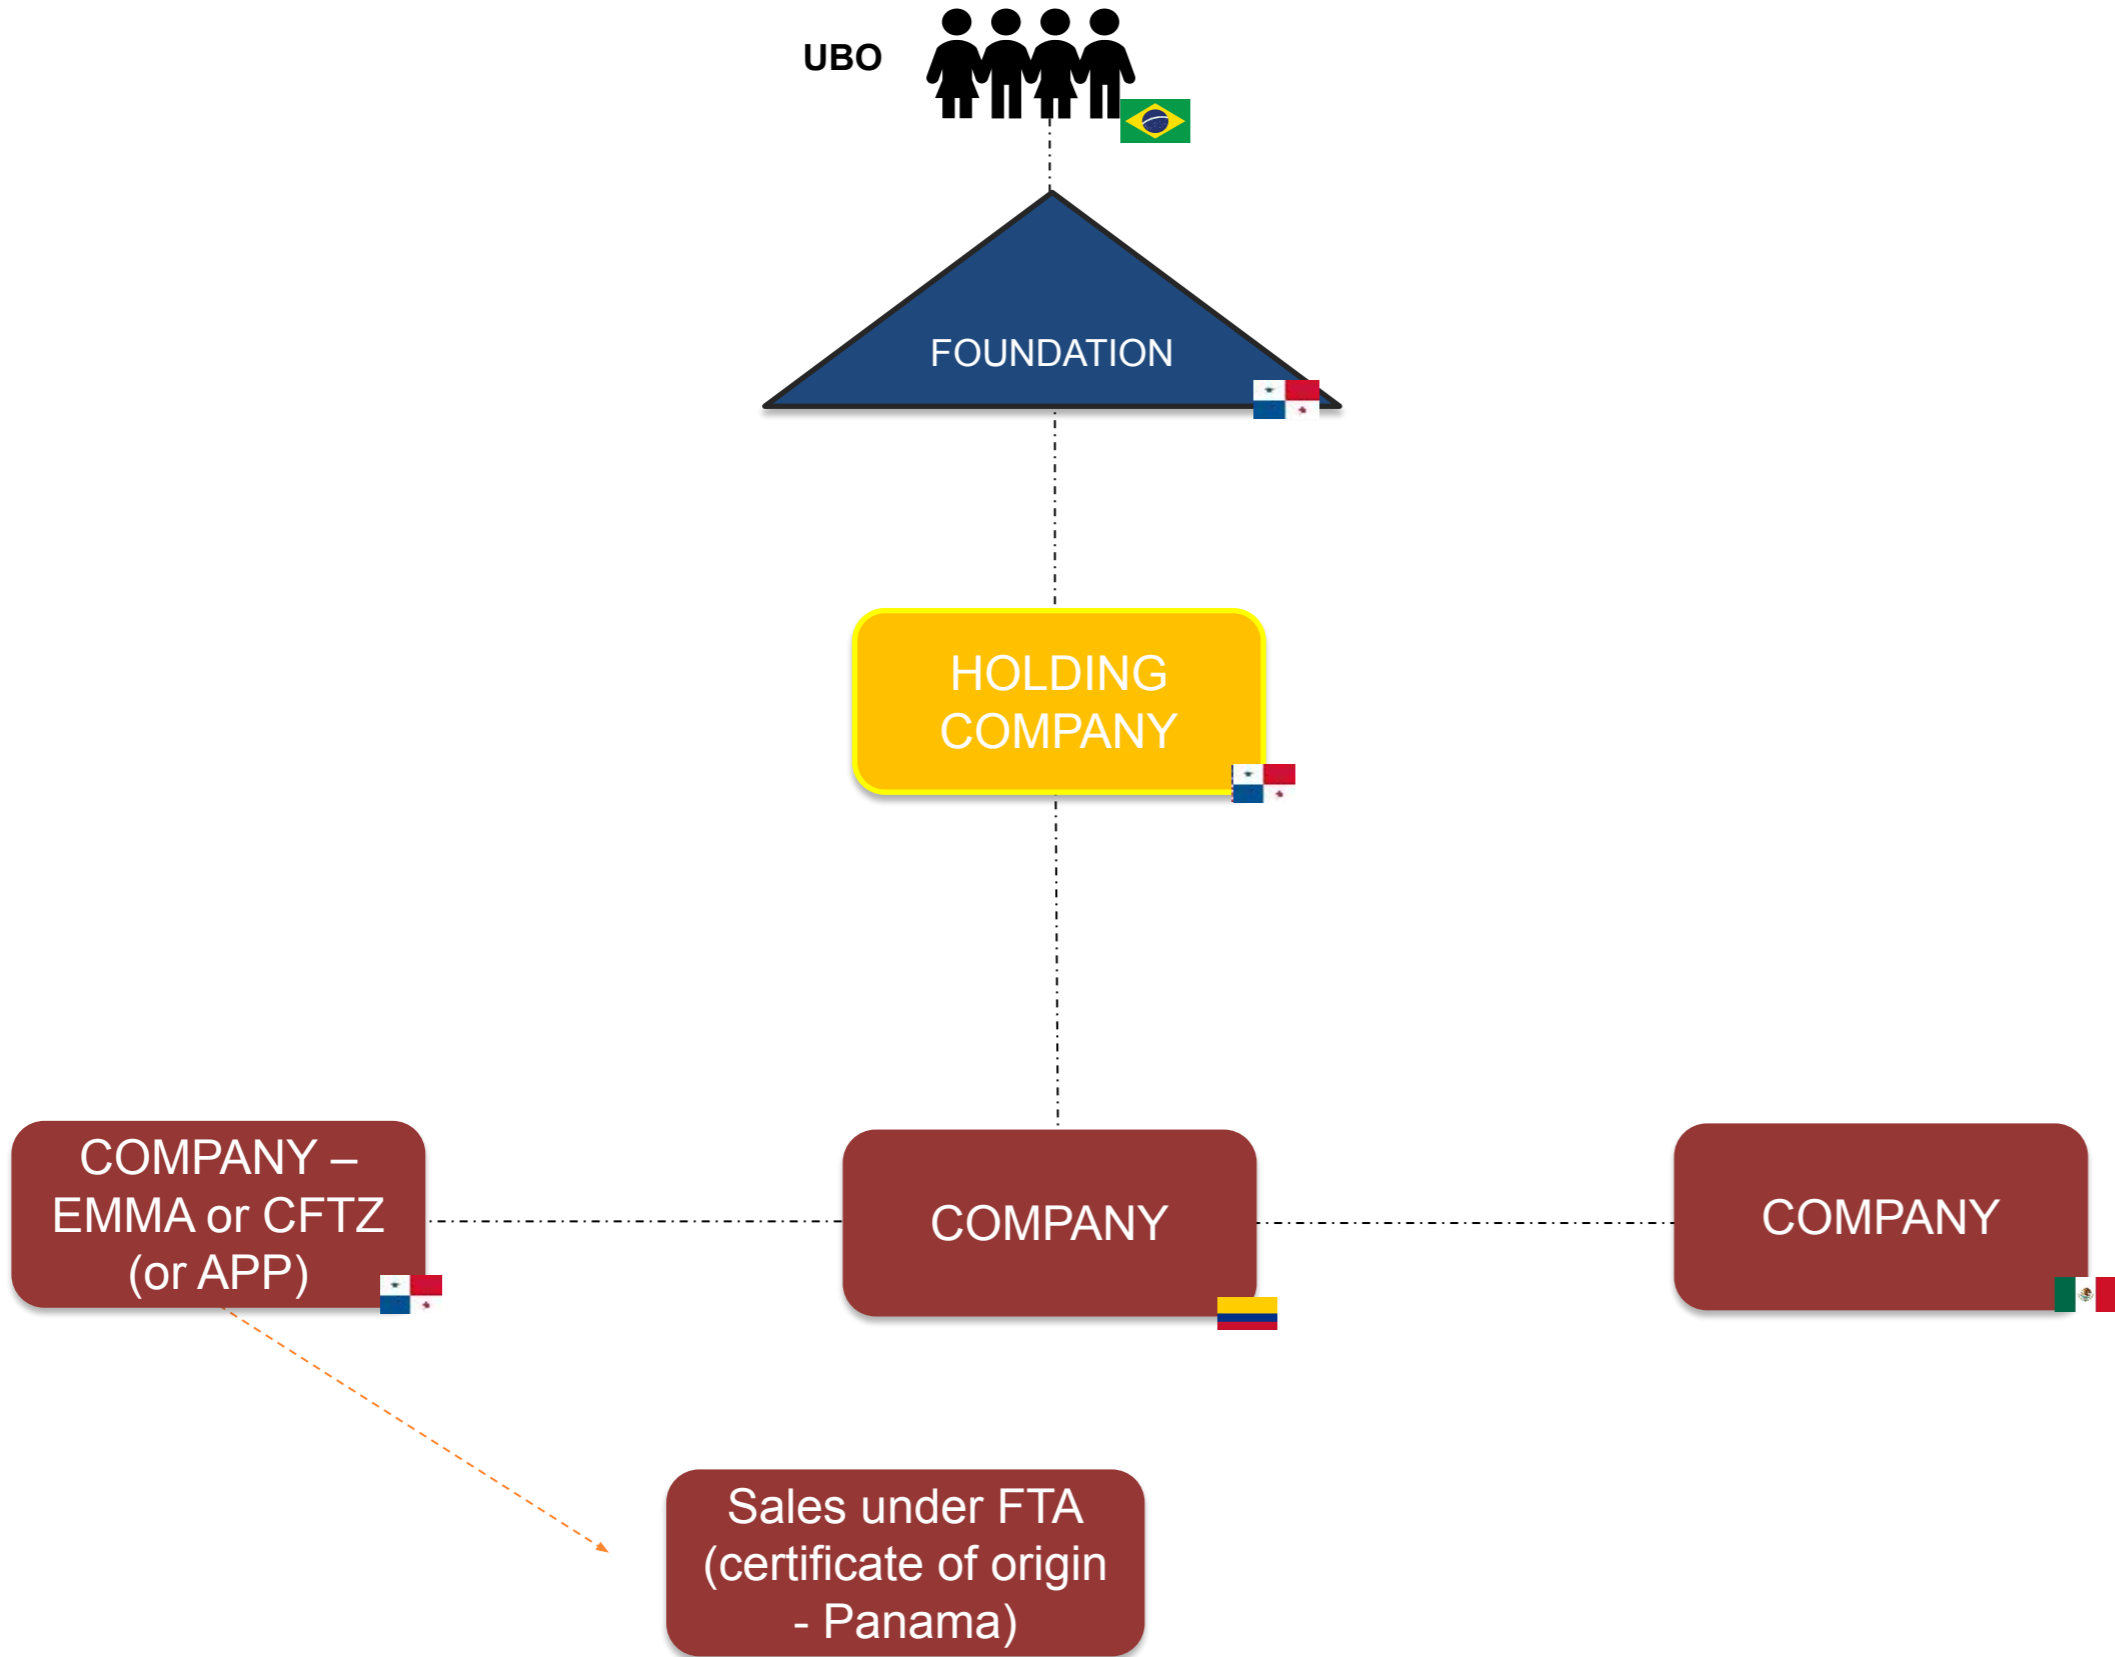 UBO
FOUNDATION
HOLDING
COMPANY
COMPANY –
EMMA or CFTZ
(or APP)
COMPANY
COMPANY
Sales under FTA
(certificate of origin
- Panama)